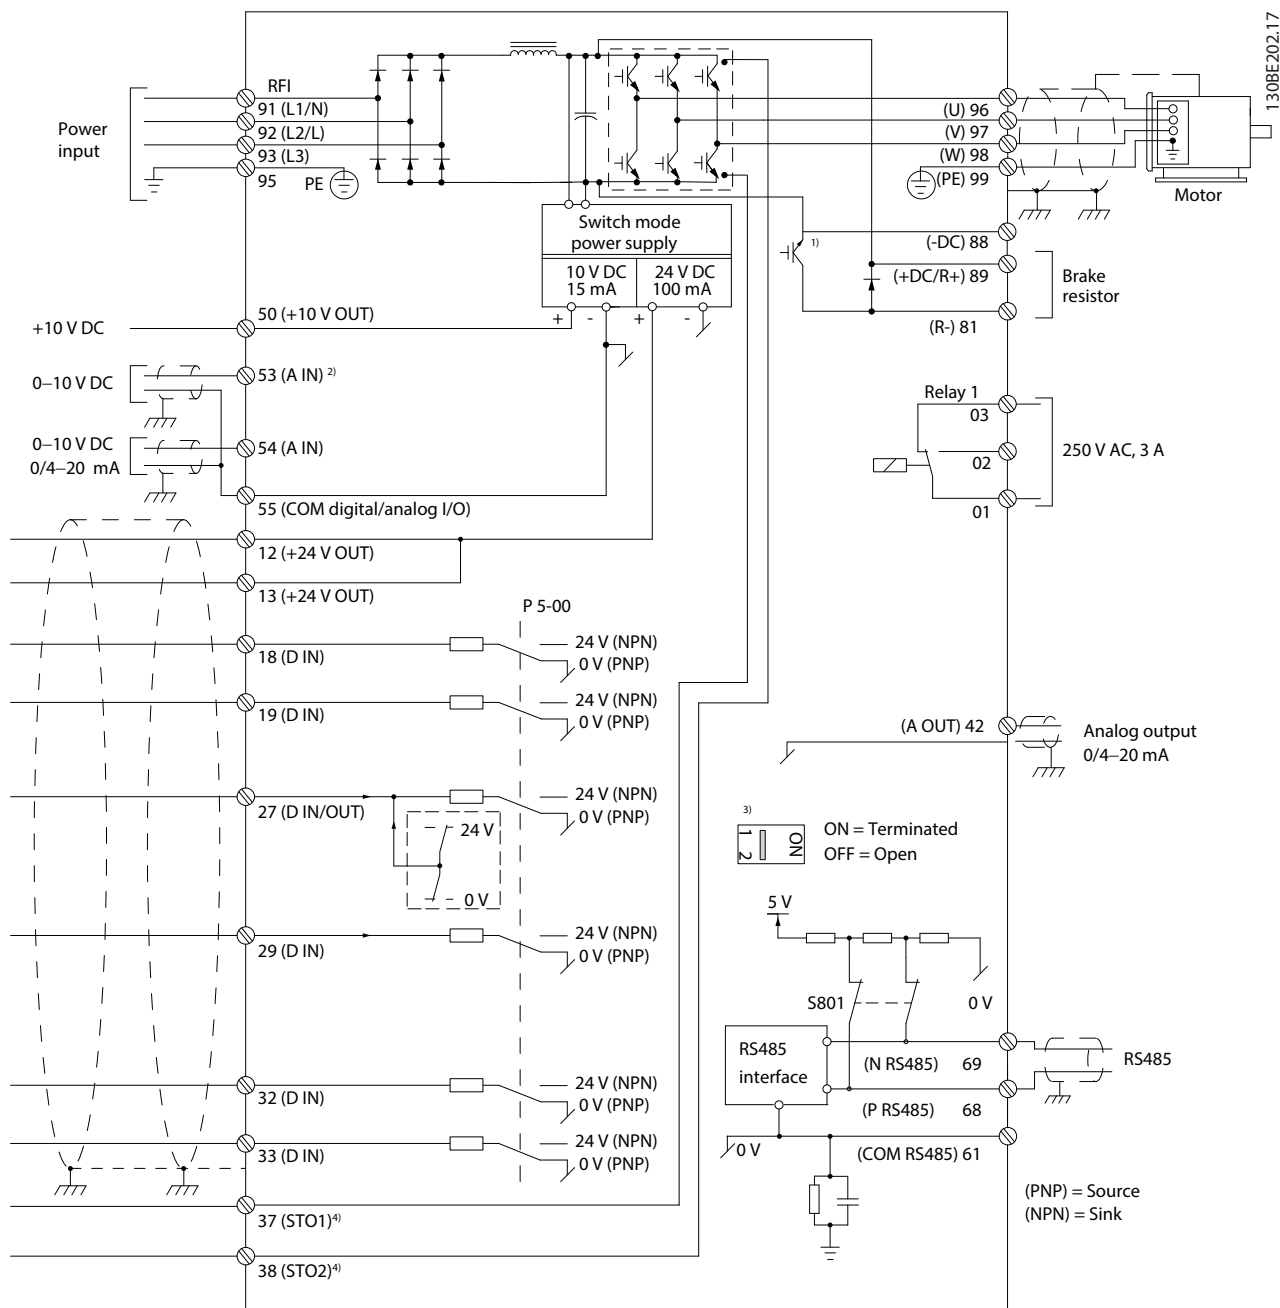 130BE202.17
RFI
91 (L1/N)
92 (L2/L)
93 (L3)
95
PE
Power
input
(U) 96
(V) 97
(W) 98
(PE) 99
Motor
Switch mode
power supply
10 V DC
15 mA
24 V DC
100 mA
+ - + -
1)
(-DC) 88
(+DC/R+) 89
(R-) 81
Brake
resistor
+10 V DC
50 (+10 V OUT)
0–10 V DC
53 (A IN) 2)
0–10 V DC
0/4–20 mA
54 (A IN)
55 (COM digital/analog I/O)
Relay 1
03
02
01
250 V AC, 3 A
12 (+24 V OUT)
13 (+24 V OUT)
P 5-00
18 (D IN)
24 V (NPN)
0 V (PNP)
19 (D IN)
24 V (NPN)
0 V (PNP)
27 (D IN/OUT)
24 V (NPN)
0 V (PNP)
24 V
0 V
29 (D IN)
24 V (NPN)
0 V (PNP)
32 (D IN)
24 V (NPN)
0 V (PNP)
33 (D IN)
24 V (NPN)
0 V (PNP)
37 (STO1)4)
38 (STO2)4)
(A OUT) 42
Analog output
0/4–20 mA
3)
1 2
ON
ON = Terminated
OFF = Open
5 V
S801
0 V
RS485
interface
(N RS485) 69
(P RS485) 68
RS485
0 V
(COM RS485) 61
(PNP) = Source
(NPN) = Sink